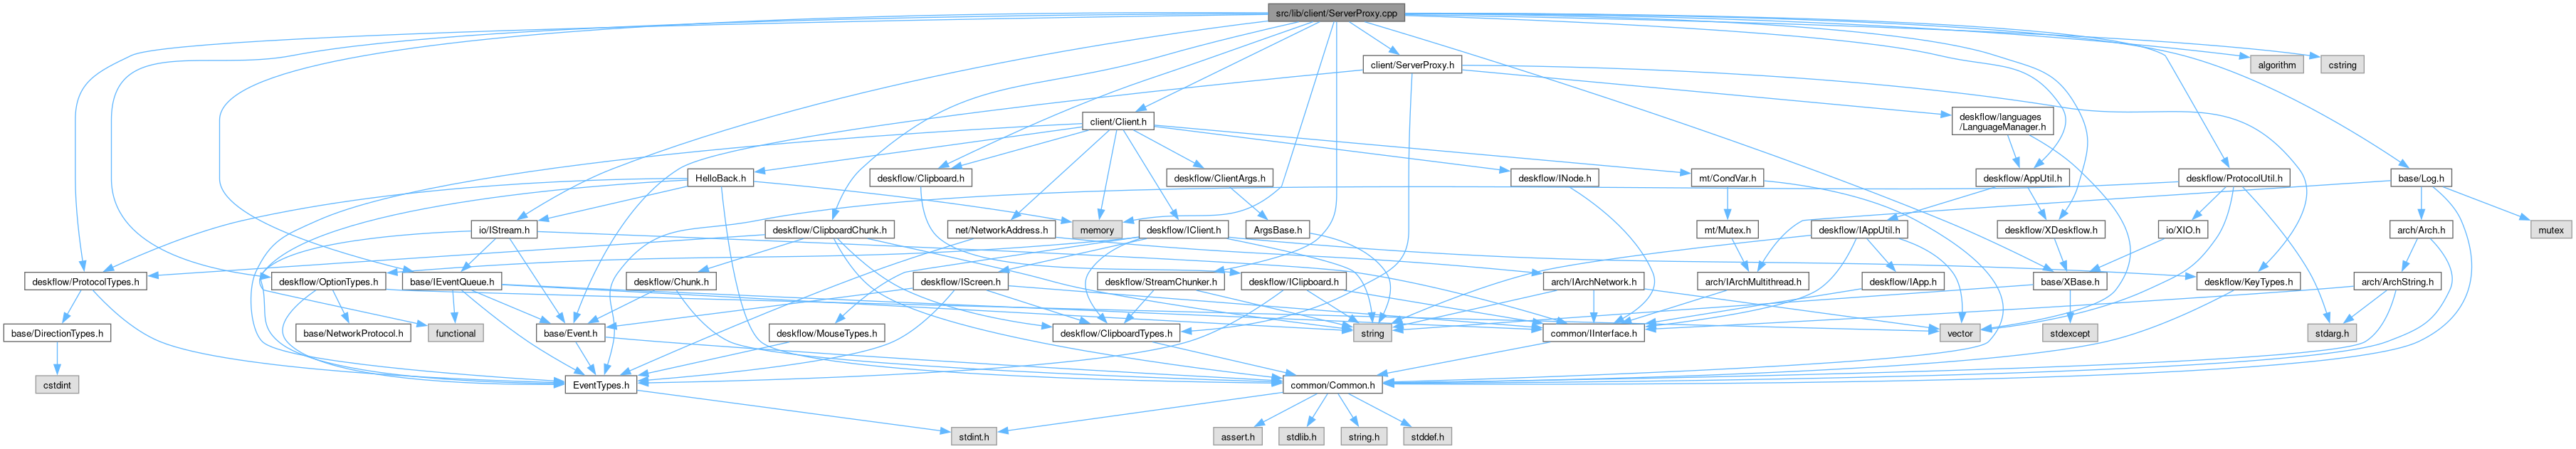 src/lib/client/ServerProxy.cpp
client/ServerProxy.h
algorithm
cstring
client/Client.h
deskflow/languages
/LanguageManager.h
HelloBack.h
deskflow/Clipboard.h
deskflow/ClientArgs.h
deskflow/INode.h
mt/CondVar.h
deskflow/AppUtil.h
deskflow/ProtocolUtil.h
base/Log.h
io/IStream.h
deskflow/ClipboardChunk.h
net/NetworkAddress.h
memory
deskflow/IClient.h
ArgsBase.h
mt/Mutex.h
deskflow/IAppUtil.h
deskflow/XDeskflow.h
io/XIO.h
arch/Arch.h
mutex
deskflow/ProtocolTypes.h
deskflow/OptionTypes.h
base/IEventQueue.h
deskflow/Chunk.h
deskflow/IScreen.h
deskflow/StreamChunker.h
deskflow/IClipboard.h
arch/IArchNetwork.h
arch/IArchMultithread.h
deskflow/IApp.h
base/XBase.h
deskflow/KeyTypes.h
arch/ArchString.h
base/DirectionTypes.h
base/NetworkProtocol.h
functional
base/Event.h
deskflow/MouseTypes.h
deskflow/ClipboardTypes.h
string
common/IInterface.h
vector
stdexcept
stdarg.h
cstdint
EventTypes.h
common/Common.h
stdint.h
assert.h
stdlib.h
string.h
stddef.h